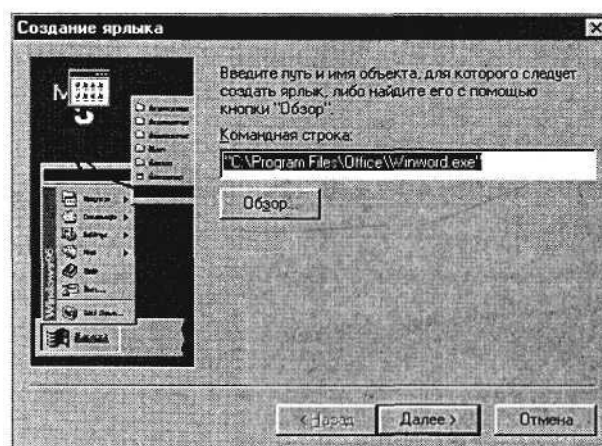 Создание ярлыка
Введите путь и имя объекта, для которого следует
создать ярлык, либо найдите его с помощью
кнопки "Обзор".
Командная строка:
"C:\Program Files\Office\\Winword.exe"
Обзор...
Windows95
< Назад
Далее >
Отмена